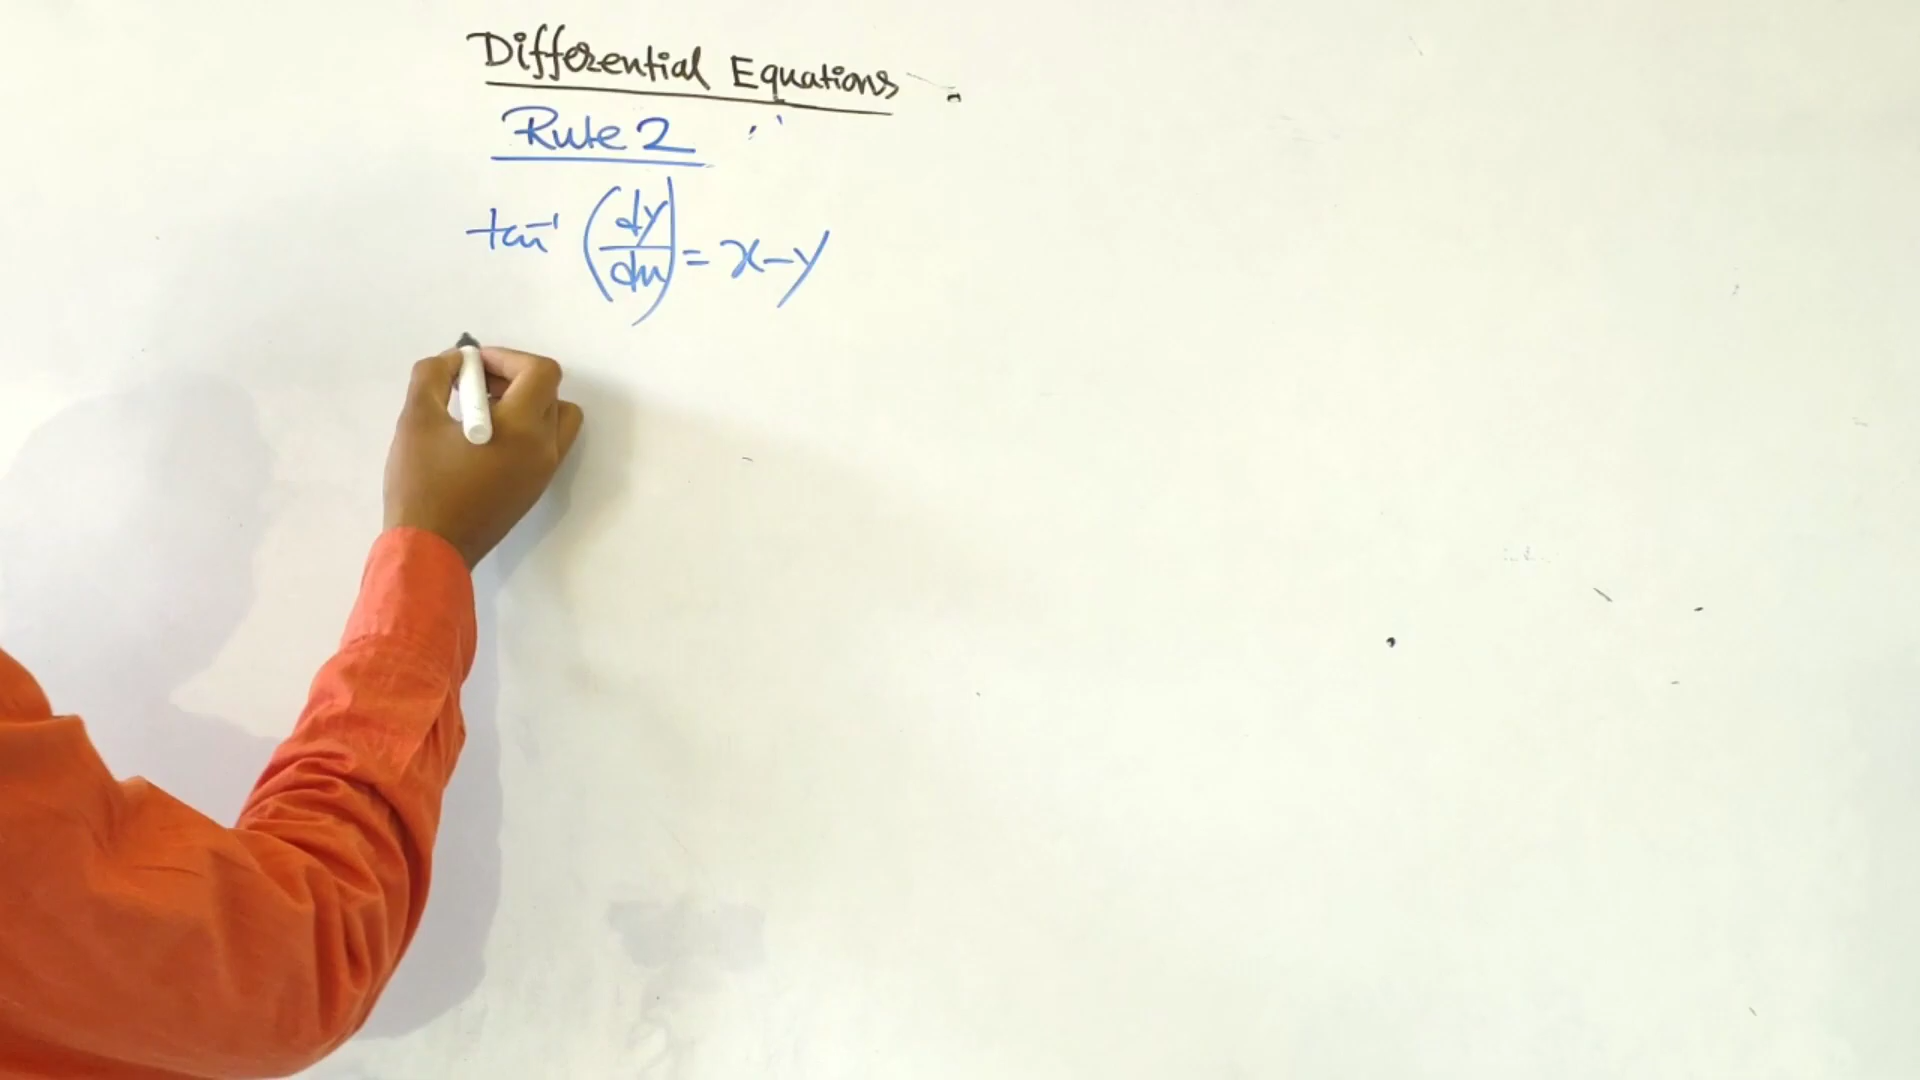 Differential Equations
Rule 2
tan⁻¹ (dy/dx) = x-y